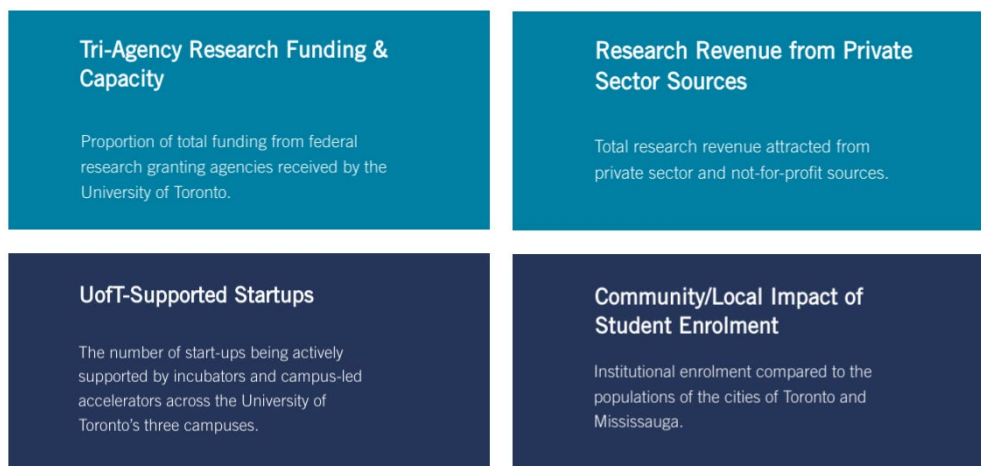 Tri-Agency Research Funding &
Capacity
Proportion of total funding from federal
research granting agencies received by the
University of Toronto.
Research Revenue from Private
Sector Sources
Total research revenue attracted from
private sector and not-for-profit sources.
UofT-Supported Startups
The number of start-ups being actively
supported by incubators and campus-led
accelerators across the University of
Toronto's three campuses.
Community/Local Impact of
Student Enrolment
Institutional enrolment compared to the
populations of the cities of Toronto and
Mississauga.